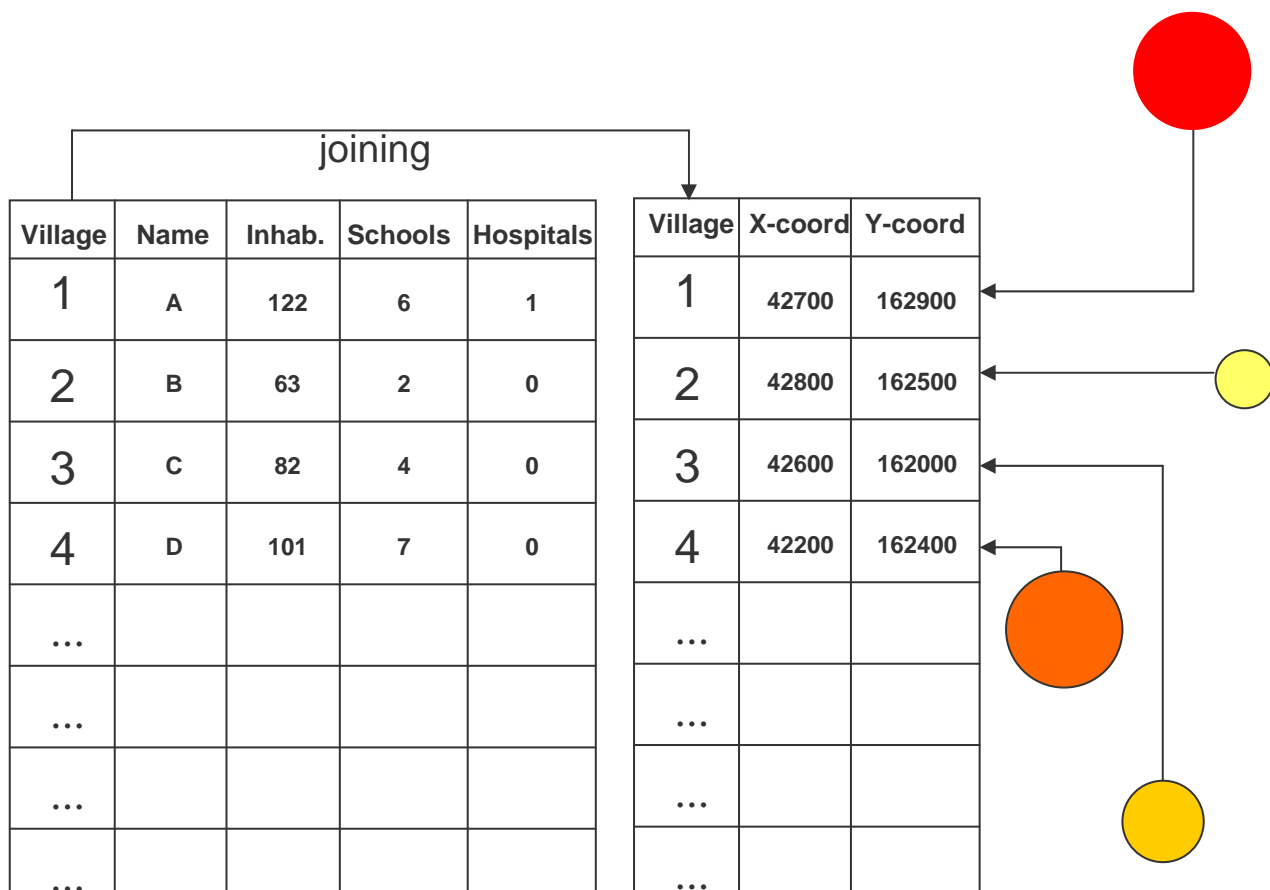 joining
Village Name Inhab. Schools Hospitals
1 A 122 6 1
2 B 63 2 0
3 C 82 4 0
4 D 101 7 0
...
...
...
...
Village X-coord Y-coord
1 42700 162900
2 42800 162500
3 42600 162000
4 42200 162400
...
...
...
...